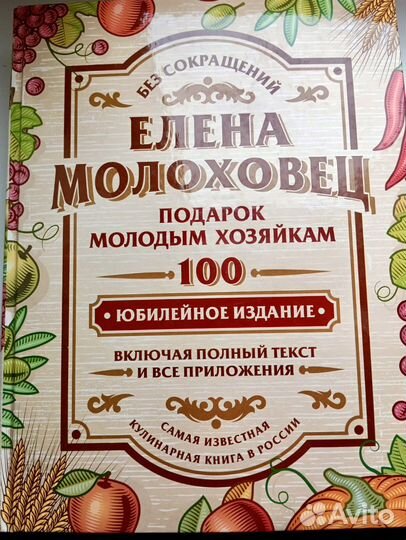 БЕЗ СОКРАЩЕНИЙ
ЕЛЕНА
МОЛОХОВЕЦ
ПОДАРОК
МОЛОДЫМ ХОЗЯЙКАМ
100
• ЮБИЛЕЙНОЕ ИЗДАНИЕ •
ВКЛЮЧАЯ ПОЛНЫЙ ТЕКСТ
И ВСЕ ПРИЛОЖЕНИЯ
САМАЯ ИЗВЕСТНАЯ
КУЛИНАРНАЯ КНИГА В РОССИИ
Avito